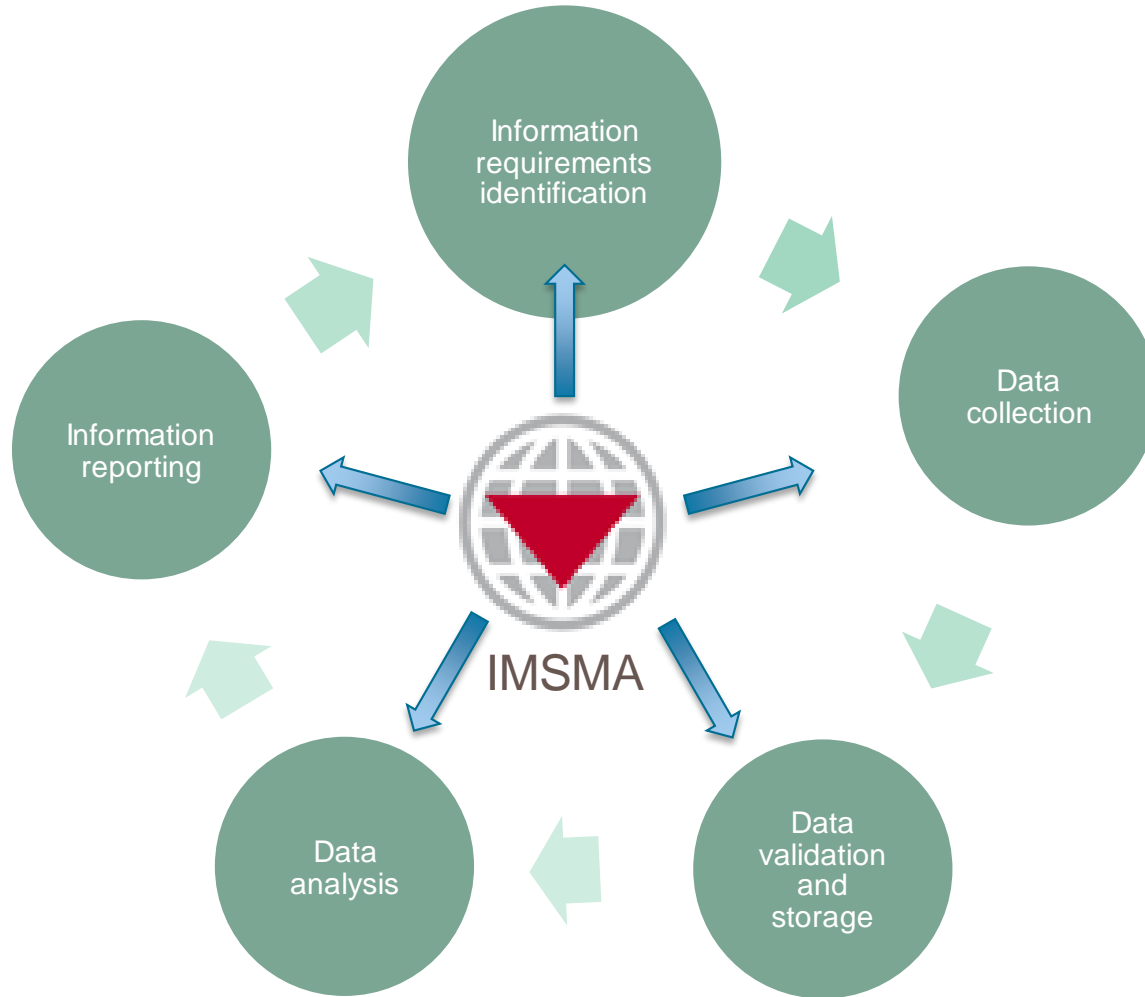 Information
requirements
identification
Data
collection
Information
reporting
IMSMA
Data
analysis
Data
validation
and
storage